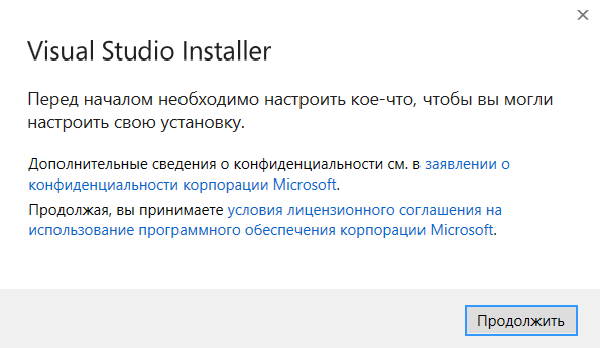 Visual Studio Installer
Перед началом необходимо настроить кое-что, чтобы вы могли
настроить свою установку.
Дополнительные сведения о конфиденциальности см. в заявлении о
конфиденциальности корпорации Microsoft.
Продолжая, вы принимаете условия лицензионного соглашения на
использование программного обеспечения корпорации Microsoft.
Продолжить